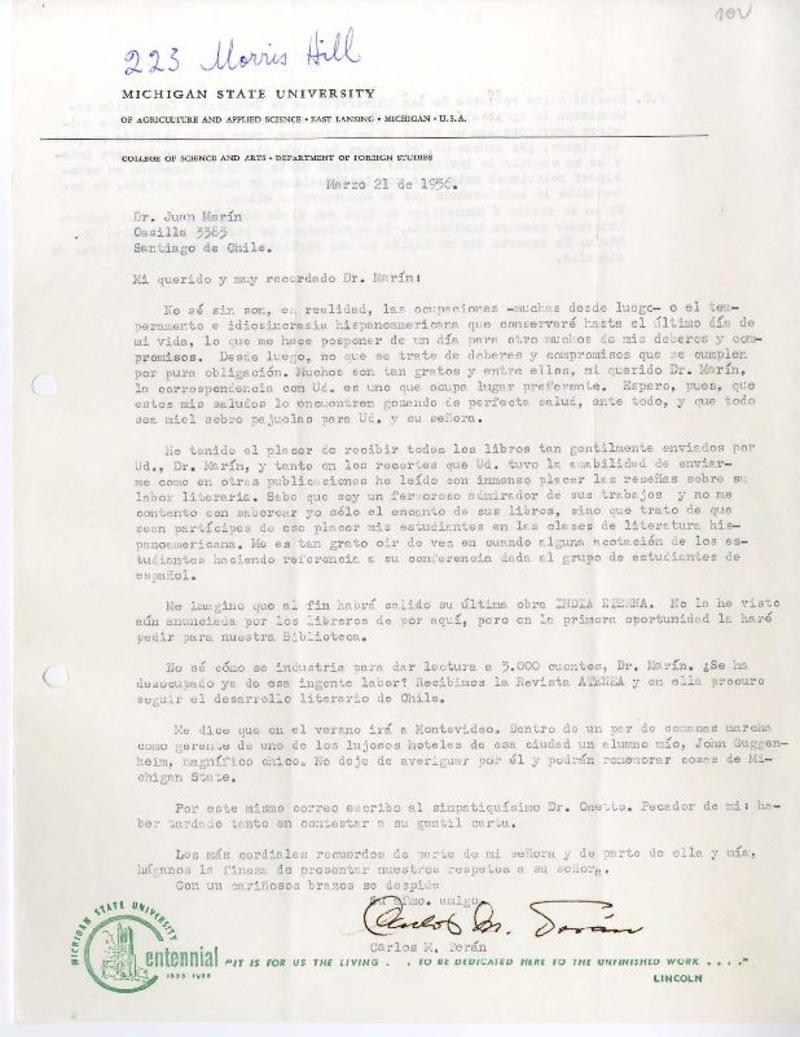 10V
223 Morris Hill
MICHIGAN STATE UNIVERSITY
OF AGRICULTURE AND APPLIED SCIENCE • EAST LANSING • MICHIGAN • U.S.A.
COLLEGE OF SCIENCE AND ARTS • DEPARTMENT OF FOREIGN STUDIES
Marzo 21 de 1956.
Dr. Juan Marín
Casilla 3383
Santiago de Chile.
Mi querido y muy recordado Dr. Marín:
No sé sin son, en realidad, las ocupaciones -muchas desde luego- o el tem-
peramento e idiosincresia hispanoamericana que conservaré hasta el último día de
mi vida, lo que me hace posponer de un día para otro muchos de mis deberes y com-
promisos. Desde luego, no que se trate de deberes y compromisos que se cumplen
por pura obligación. Muchos son tan gratos y entre ellos, mi querido Dr. Marín,
la correspondencia con Ud. es uno que ocupa lugar preferente. Espero, pues, que
estos mis saludos lo encuentren gozando de perfecta salud, ante todo, y que todo
sea miel sobre pajuelas para Ud. y su señora.
He tenido el placer de recibir todos los libros tan gentilmente enviados por
Ud., Dr. Marín, y tanto en los recortes que Ud. tuvo la amabilidad de enviar-
me como en otras publicaciones he leído con inmenso placer las reseñas sobre su
labor literaria. Sabe que soy un fervoroso admirador de sus trabajos y no me
contento con saborear yo sólo el encanto de sus libros, sino que trato de que
sean partícipes de ese placer mis estudiantes en las clases de literatura his-
panoamericana. Me es tan grato oir de vez en cuando alguna acotación de los es-
tudiantes haciendo referencia a su conferencia dada al grupo de estudiantes de
español.
Me imagino que al fin habrá salido su última obra INDIA ETERNA. No la he visto
aún anunciada por los libreros de por aquí, pero en la primera oportunidad la haré
pedir para nuestra Biblioteca.
No sé cómo se industria para dar lectura a 3.000 cuentos, Dr. Marín. ¿Se ha
desocupado ya de esa ingente labor? Recibimos la Revista ATENEA y en ella procuro
seguir el desarrollo literario de Chile.
Me dice que en el verano irá a Montevideo. Dentro de un par de semanas marcha
como gerente de uno de los lujosos hoteles de esa ciudad un alumno mío, John Guggen-
heim, magnífico chico. No deje de averiguar por él y podrán rememorar cosas de Mi-
chigan State.
Por este mismo correo escribo al simpatiquísimo Dr. Onetto. Pecador de mi: ha-
ber tardado tanto en contestar a su gentil carta.
Los más cordiales recuerdos de parte de mi señora y de parte de ella y mía,
háganos la fineza de presentar nuestros respetos a su señora.
Con un cariñosos brazos se despide
Su afmo. amigo
Carlos M. Terán
Carlos M. Terán
MICHIGAN STATE UNIVERSITY
Centennial
1855 1955
"IT IS FOR US THE LIVING . . TO BE DEDICATED HERE TO THE UNFINISHED WORK . . . ."
LINCOLN